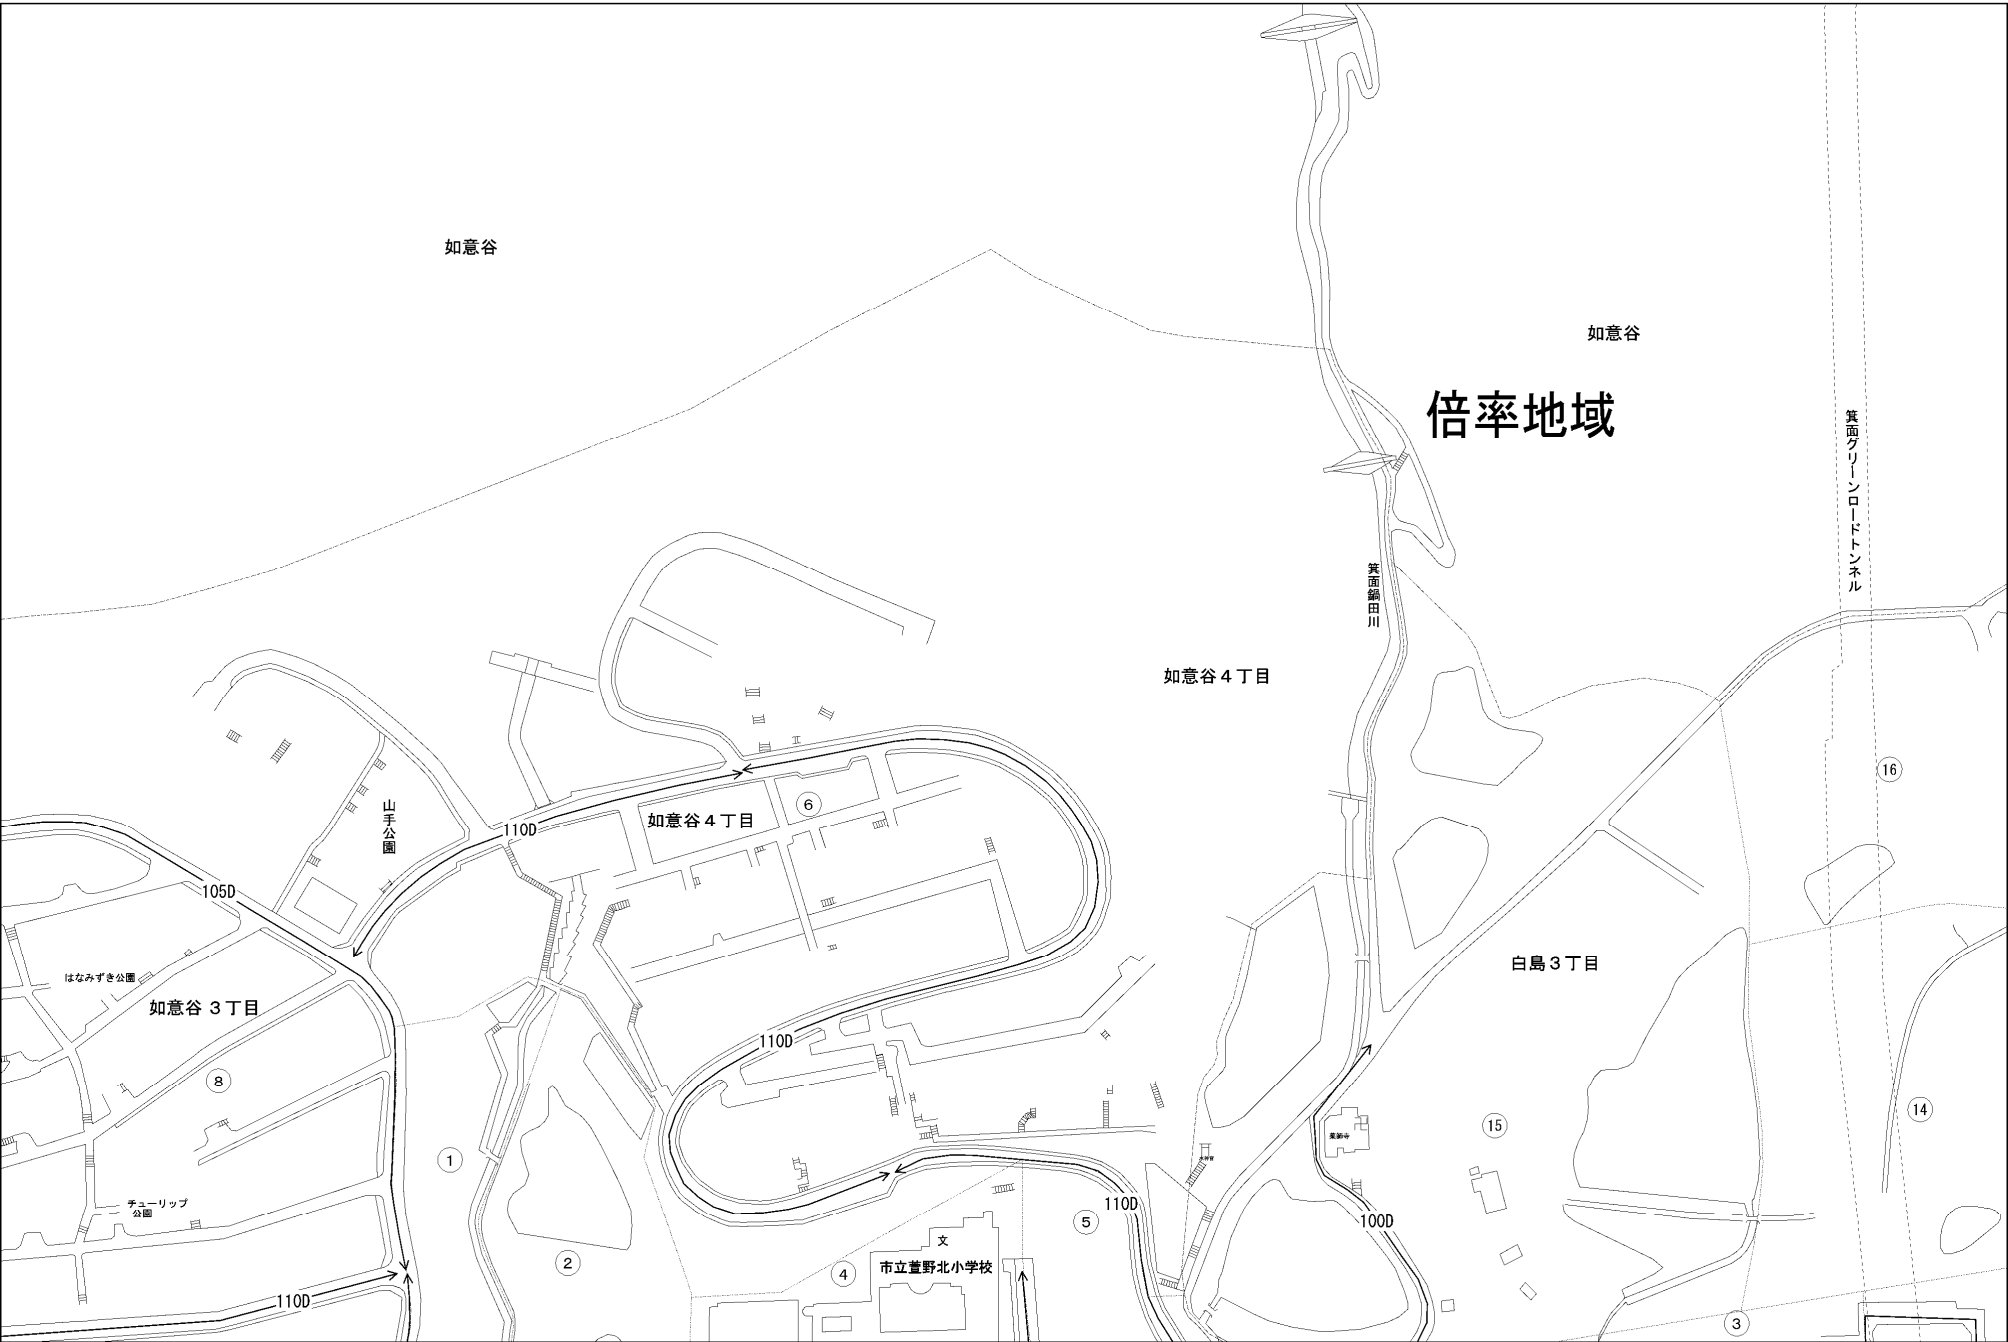 如意谷
如意谷
倍率地域
箕面グリーンロードトンネル
箕面鍋田川
如意谷４丁目
16
山手公園
110D
如意谷４丁目
6
105D
はなみずき公園
如意谷 ３丁目
白島３丁目
110D
8
14
15
薬師寺
1
チューリップ
公園
110D
5
100D
文
2
4
市立萱野北小学校
110D
3